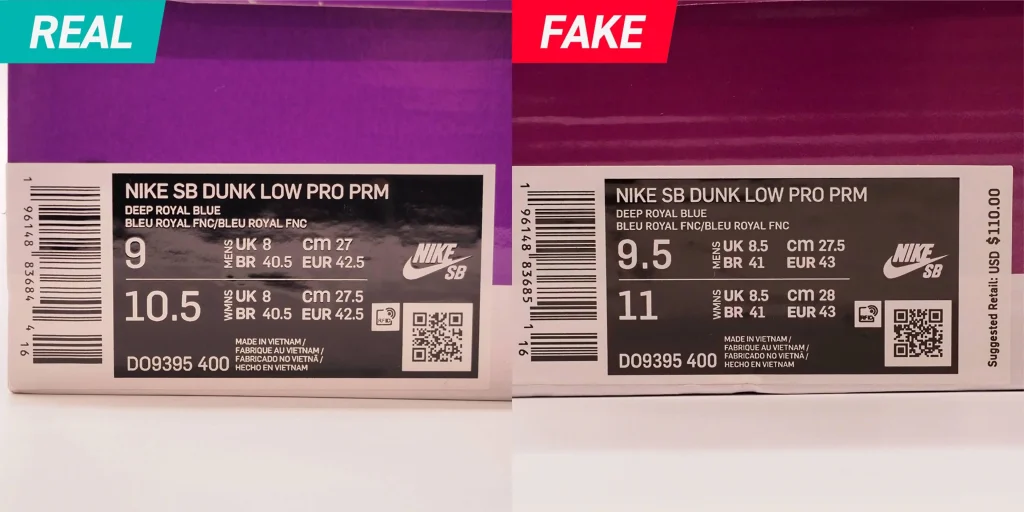 REAL
1
96148 83684
4
16
NIKE SB DUNK LOW PRO PRM
DEEP ROYAL BLUE
BLEU ROYAL FNC/BLEU ROYAL FNC
9
MENS
UK 8
cm 27
BR 40.5
EUR 42.5
10.5
WMNS
UK 8
cm 27.5
BR 40.5
EUR 42.5
NIKE
SB
DO9395 400
MADE IN VIETNAM /
FABRIQUE AU VIETNAM /
FABRICADO NO VIETNÃ /
HECHO EN VIETNAM
FAKE
1
96148 83685
1
16
NIKE SB DUNK LOW PRO PRM
DEEP ROYAL BLUE
BLEU ROYAL FNC/BLEU ROYAL FNC
9.5
MENS
UK 8.5
cm 27.5
BR 41
EUR 43
11
WMNS
UK 8.5
cm 28
BR 41
EUR 43
NIKE
SB
DO9395 400
MADE IN VIETNAM /
FABRIQUE AU VIETNAM /
FABRICADO NO VIETNÃ /
HECHO EN VIETNAM
Suggested Retail: USD $110.00